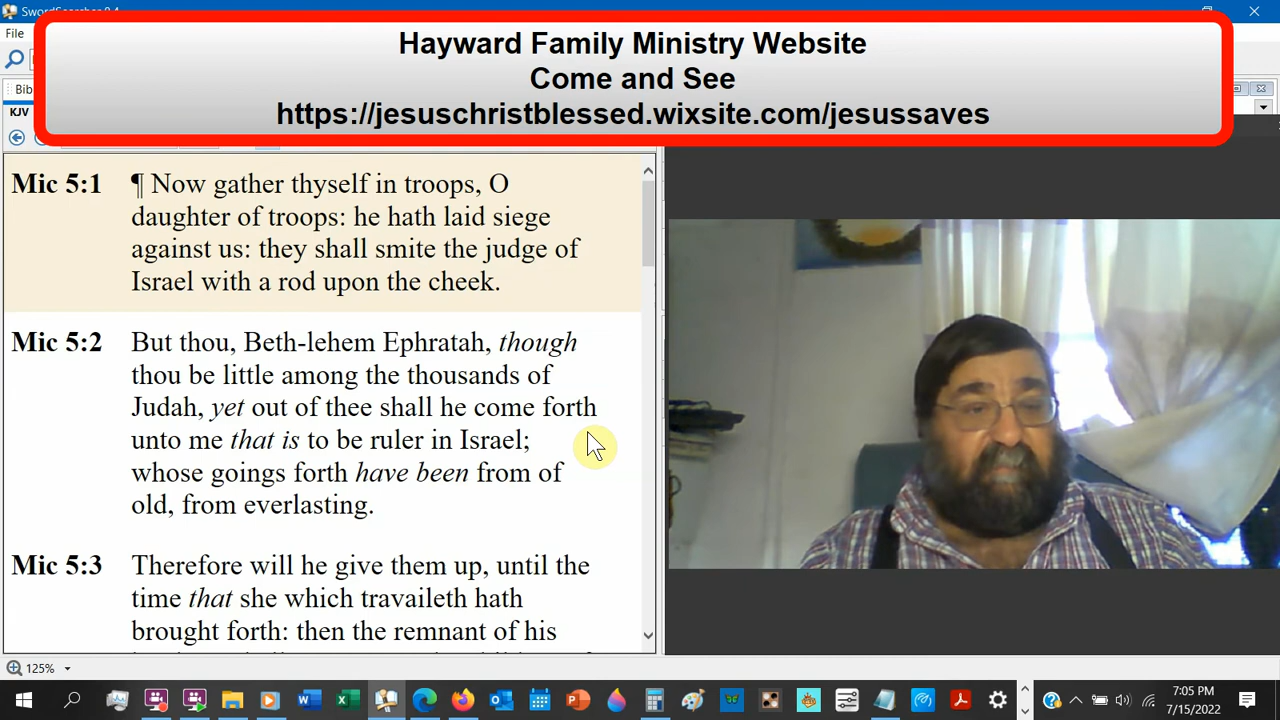 SwordSearcher 8.4
File
Hayward Family Ministry Website
Come and See
https://jesuschristblessed.wixsite.com/jesussaves
Bib
KJV
Mic 5:1 ¶ Now gather thyself in troops, O
daughter of troops: he hath laid siege
against us: they shall smite the judge of
Israel with a rod upon the cheek.
Mic 5:2 But thou, Beth-lehem Ephratah, though
thou be little among the thousands of
Judah, yet out of thee shall he come forth
unto me that is to be ruler in Israel;
whose goings forth have been from of
old, from everlasting.
Mic 5:3 Therefore will he give them up, until the
time that she which travaileth hath
brought forth: then the remnant of his
125%
7:05 PM
7/15/2022